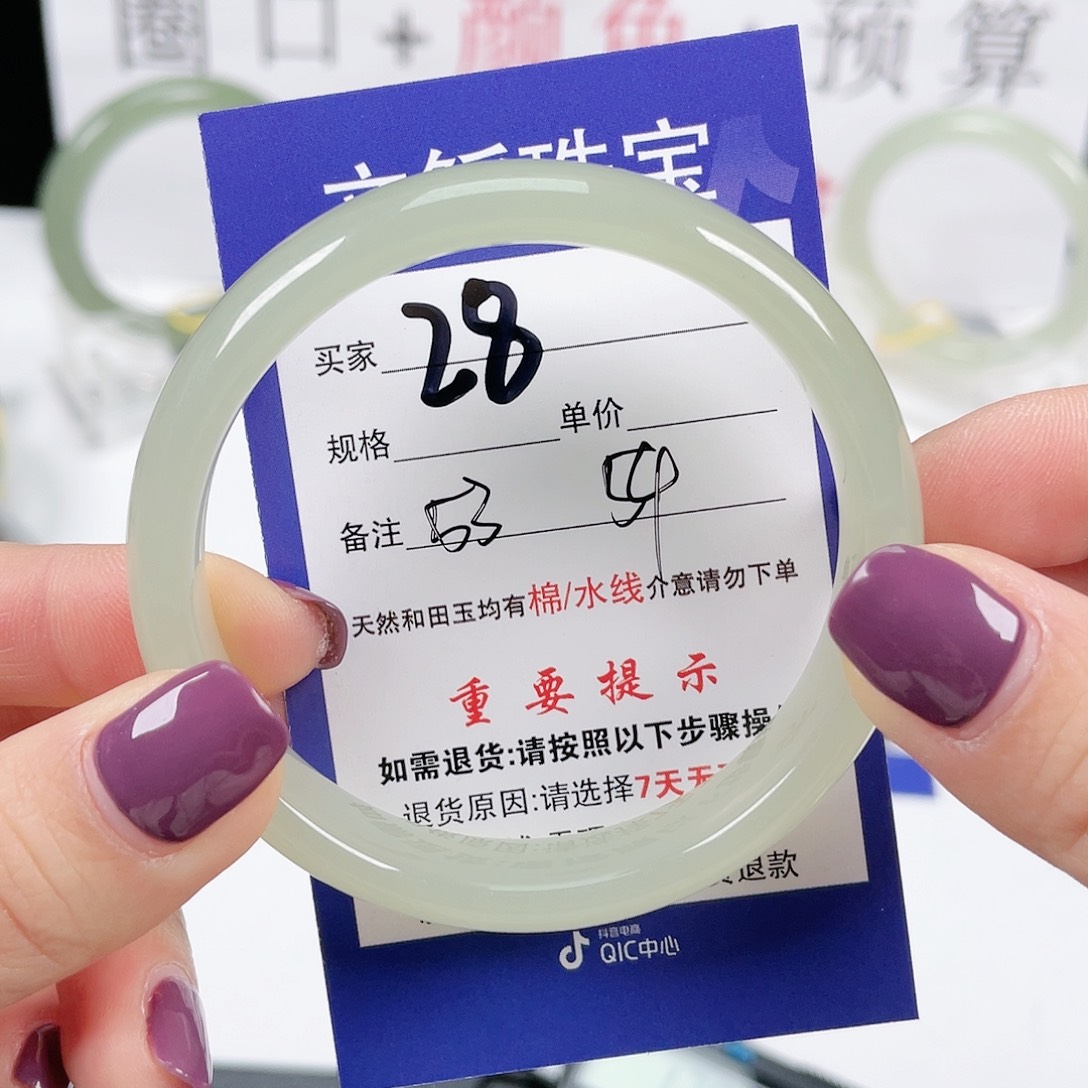 圈口+颜色+预算
珠宝
买家 28
规格 单价
备注 53 54
天然和田玉均有棉/水线介意请勿下单
重要提示
如需退货:请按照以下步骤操
退货原因:请选择7天无
退款
抖音电商
QIC中心